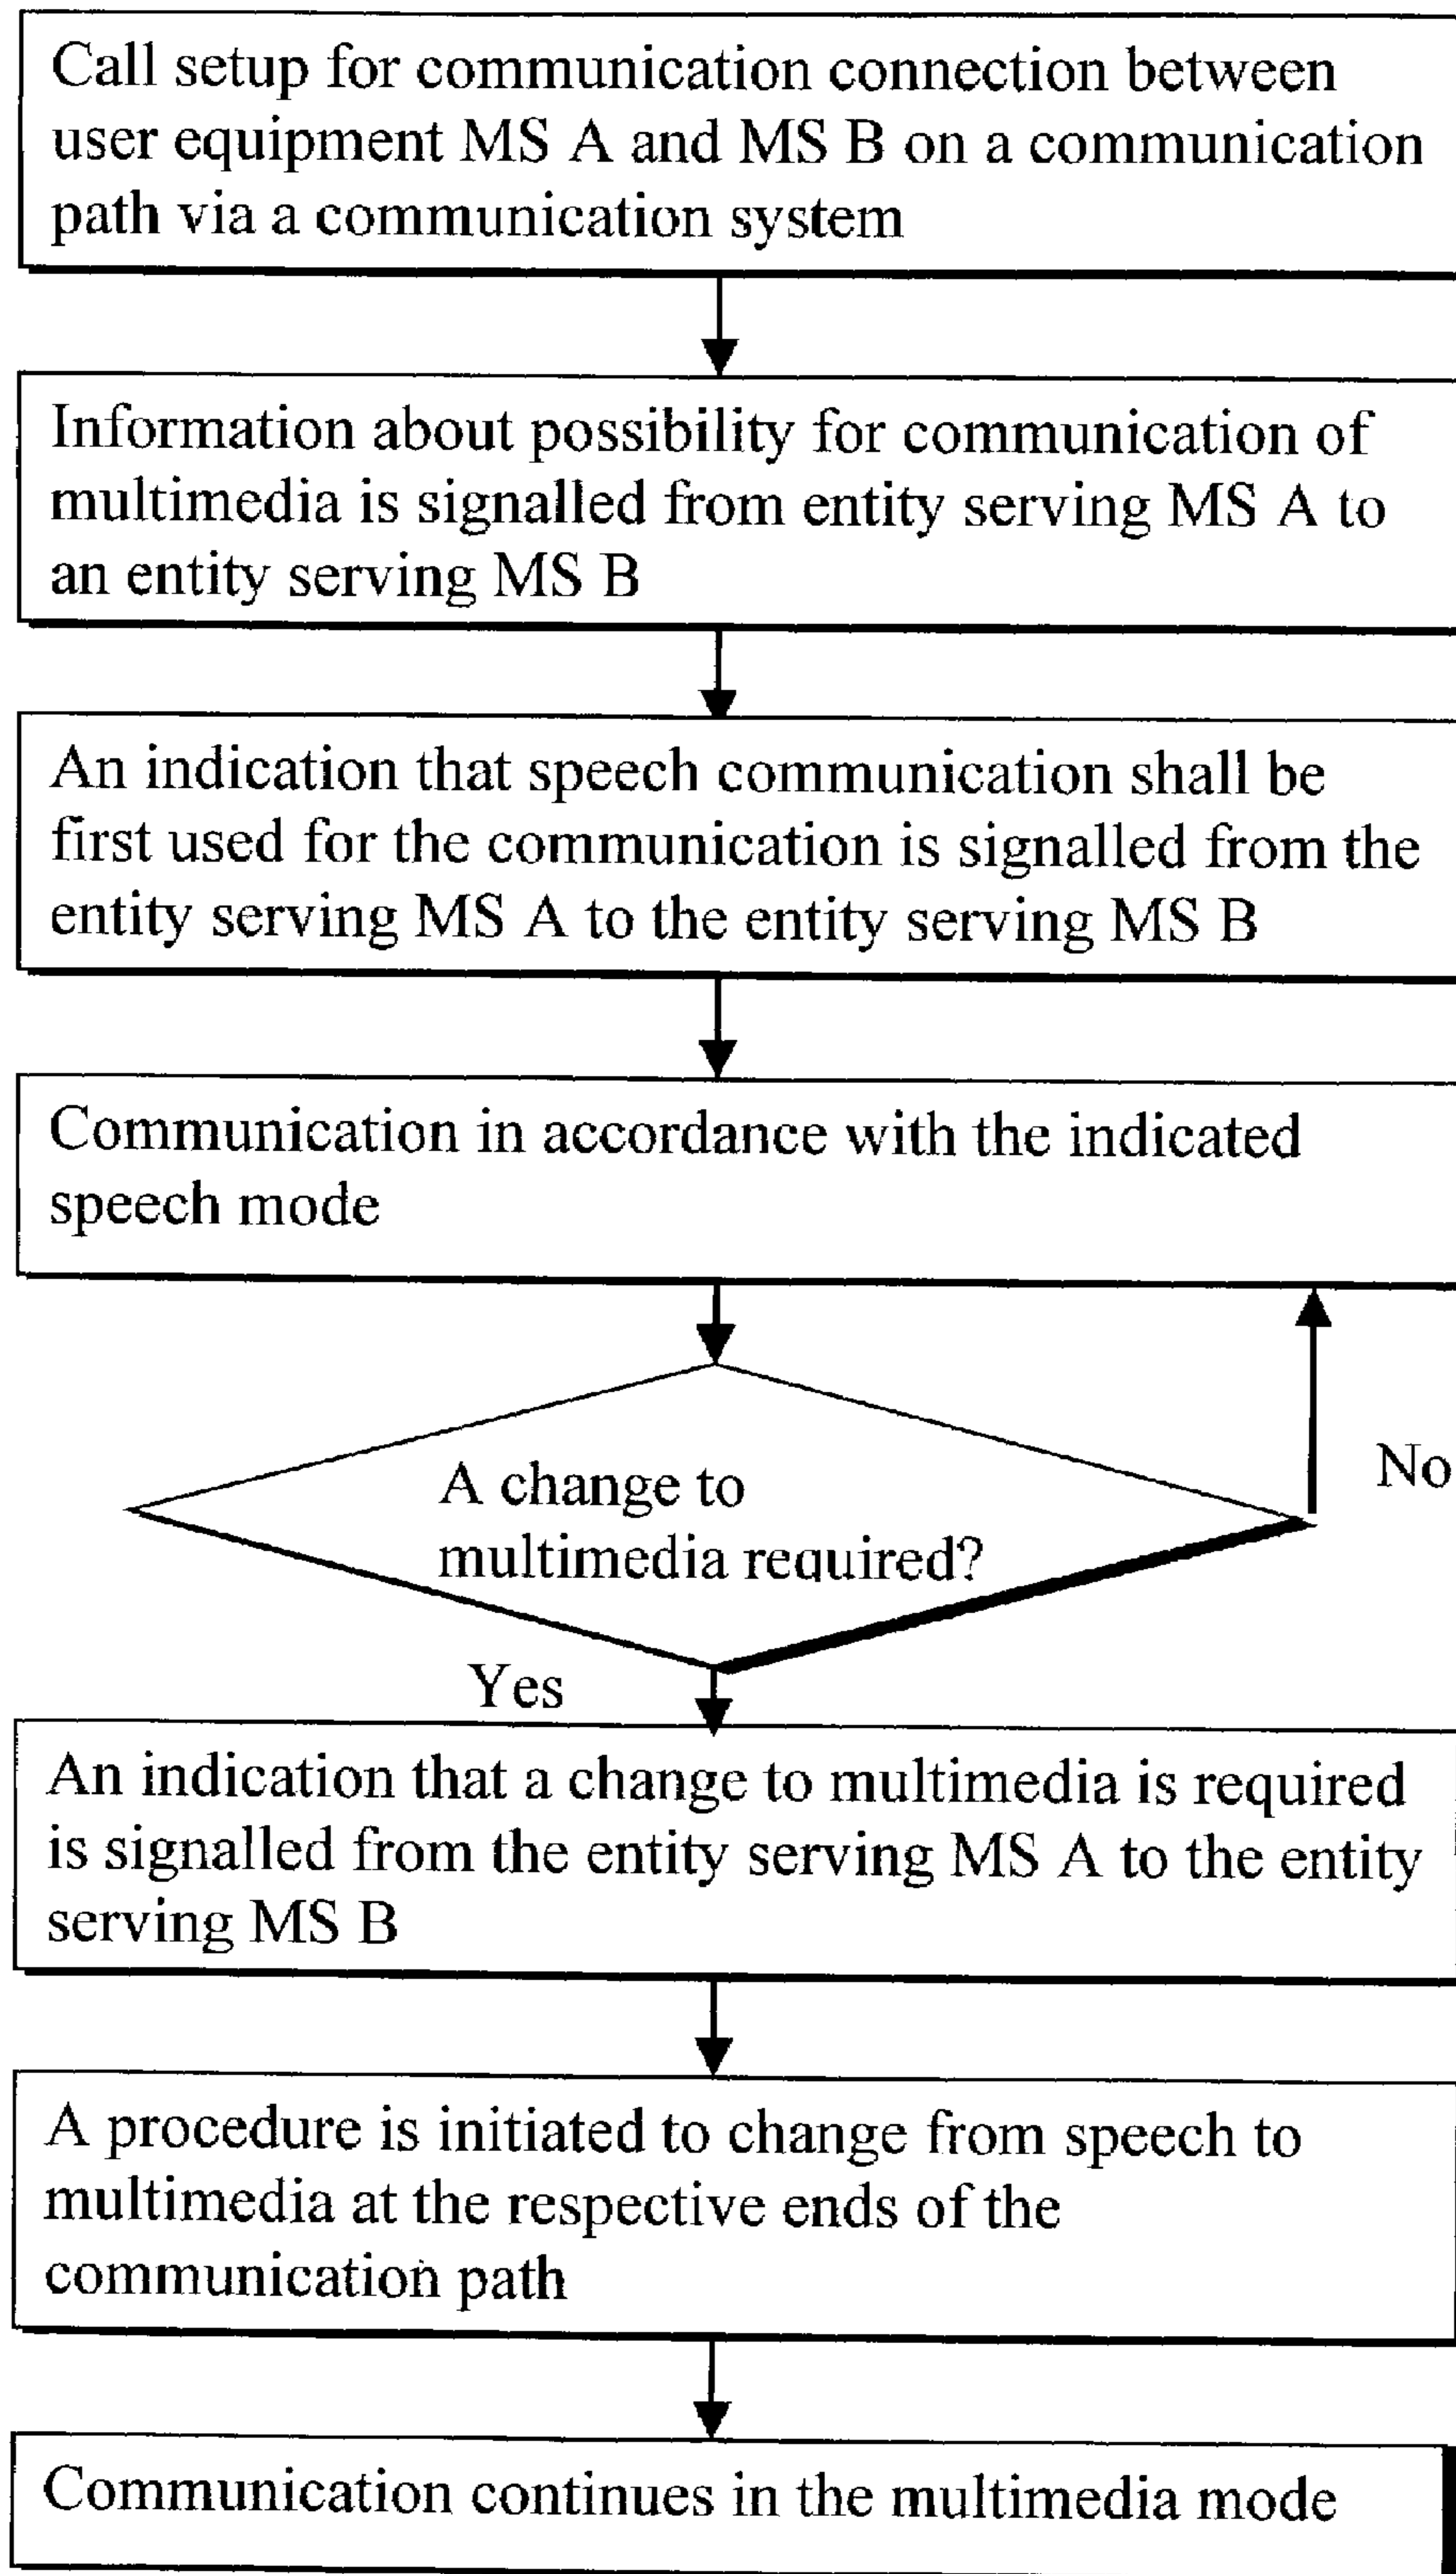 Call setup for communication connection between
user equipment MS A and MS B on a communication
path via a communication system
Information about possibility for communication of
multimedia is signalled from entity serving MS A to
an entity serving MS B
An indication that speech communication shall be
first used for the communication is signalled from the
entity serving MS A to the entity serving MS B
Communication in accordance with the indicated
speech mode
No
A change to
multimedia required?
Yes
An indication that a change to multimedia is required
is signalled from the entity serving MS A to the entity
serving MS B
A procedure is initiated to change from speech to
multimedia at the respective ends of the
communication path
Communication continues in the multimedia mode